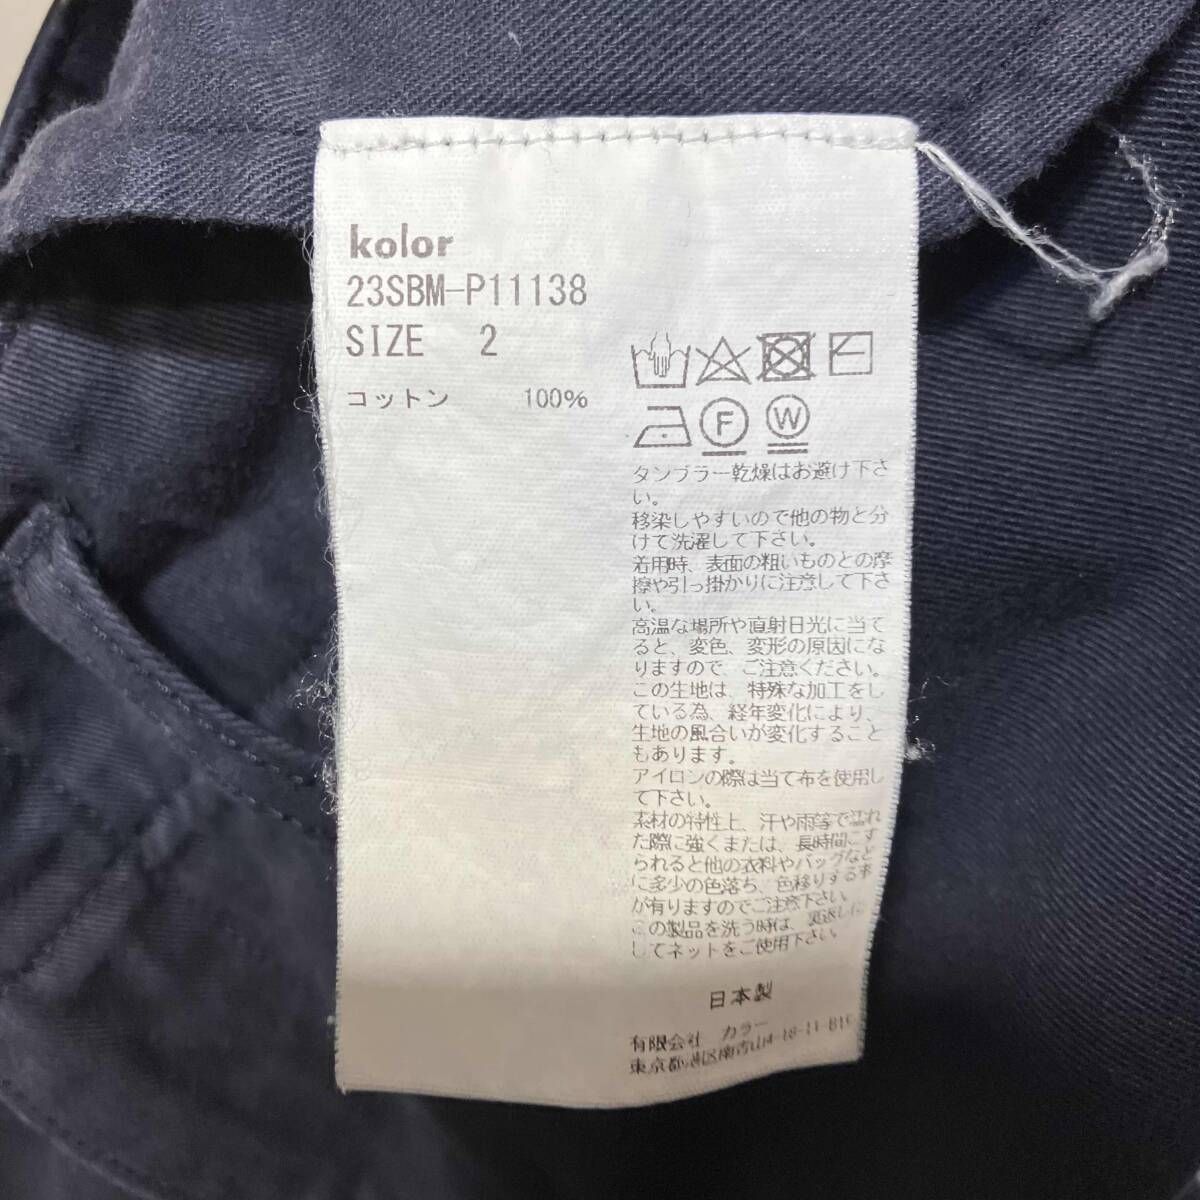 kolor
23SBM-P11138
SIZE 2
コットン 100%
F W
タンブラー乾燥はお避け下さ
い。
移染しやすいので他の物と分
けて洗濯して下さい。
着用時、表面の粗いものとの摩
擦や引っ掛かりに注意して下さ
い。
高温な場所や直射日光に当て
ると、変色、変形の原因にな
りますので、ご注意ください。
この生地は、特殊な加工をし
ている為、経年変化により、
生地の風合いが変化すること
もあります。
アイロンの際は当て布を使用し
て下さい。
素材の特性上、汗や雨等で濡れ
た際に強くまたは、長時間こす
られると他の衣料やバッグなど
に多少の色落ち、色移りする事
が有りますのでご注意下さい。
この製品を洗う時は、裏返しに
してネットをご使用下さい。
日本製
有限会社 カラー
東京都港区南青山4-18-11-B1F